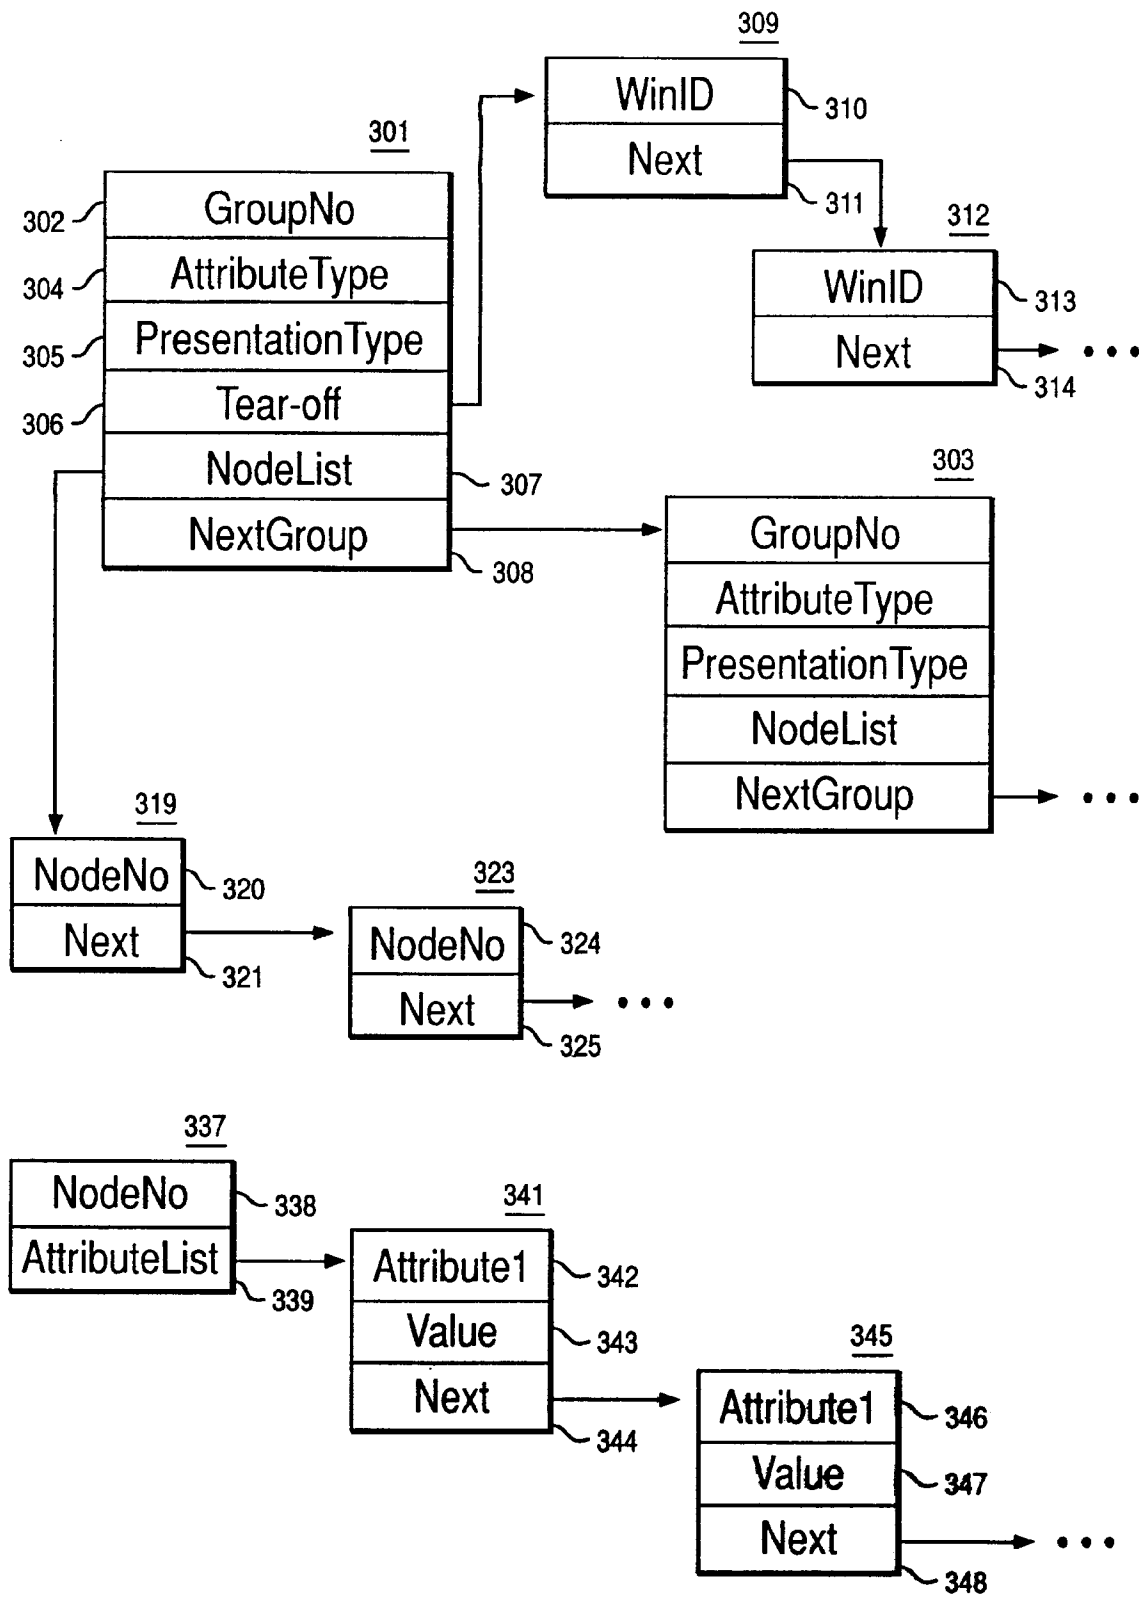 309
WinID
310
Next
311
301
302
GroupNo
304
AttributeType
305
PresentationType
306
Tear-off
NodeList
307
NextGroup
308
312
WinID
313
Next
314
303
GroupNo
AttributeType
PresentationType
NodeList
NextGroup
319
NodeNo
320
Next
321
323
NodeNo
324
Next
325
337
NodeNo
338
AttributeList
339
341
Attribute1
342
Value
343
Next
344
345
Attribute1
346
Value
347
Next
348